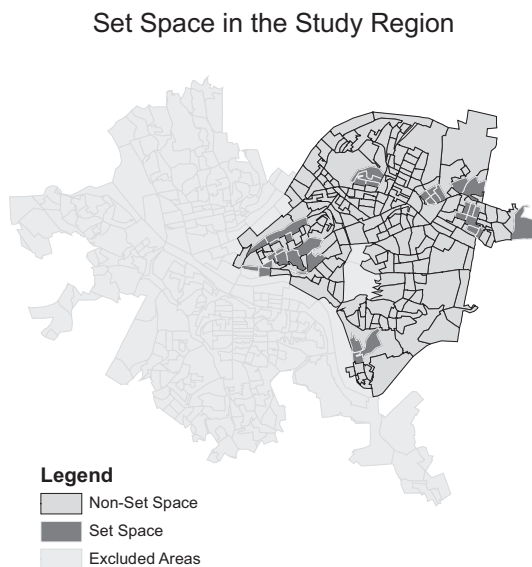 Set Space in the Study Region
Legend
Non-Set Space
Set Space
Excluded Areas